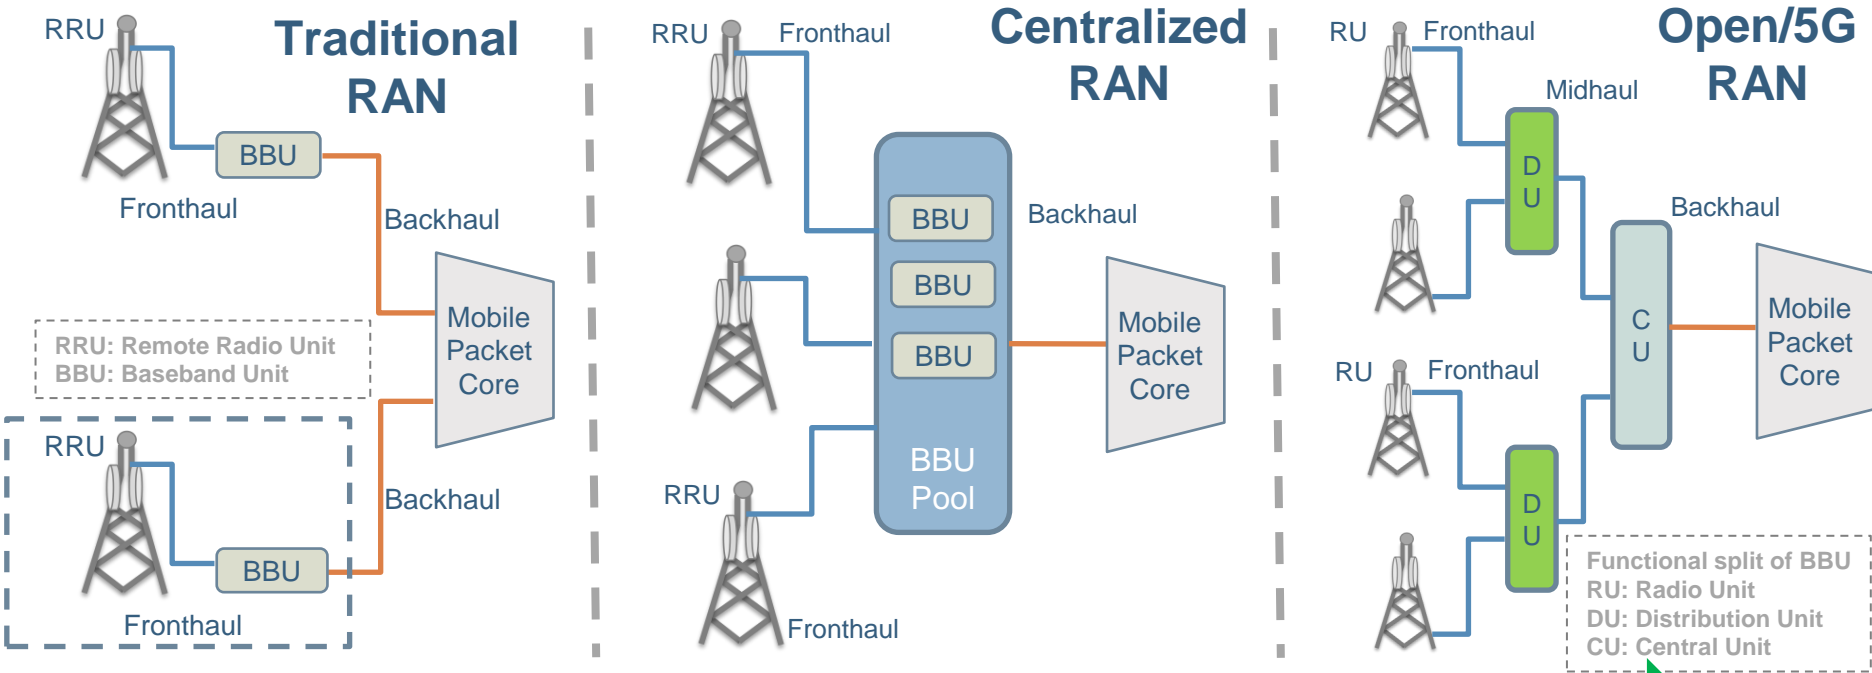 Traditional
RAN
RRU
BBU
Fronthaul
Backhaul
Mobile
Packet
Core
RRU: Remote Radio Unit
BBU: Baseband Unit
RRU
Backhaul
BBU
Fronthaul
Centralized
RAN
RRU
Fronthaul
BBU
Backhaul
BBU
BBU
Mobile
Packet
Core
BBU
Pool
RRU
Fronthaul
Open/5G
RAN
RU
Fronthaul
Midhaul
D
U
Backhaul
C
U
Mobile
Packet
Core
RU
Fronthaul
D
U
Functional split of BBU
RU: Radio Unit
DU: Distribution Unit
CU: Central Unit